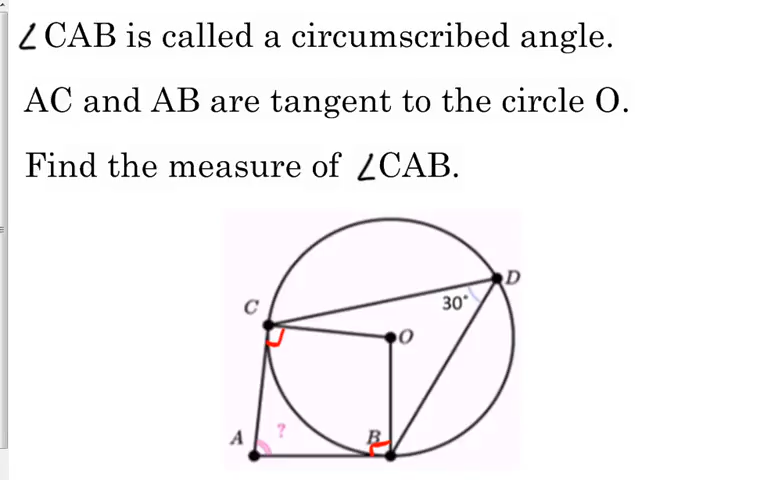 ∠CAB is called a circumscribed angle.
AC and AB are tangent to the circle O.
Find the measure of ∠CAB.
D
30°
C
O
A
?
B